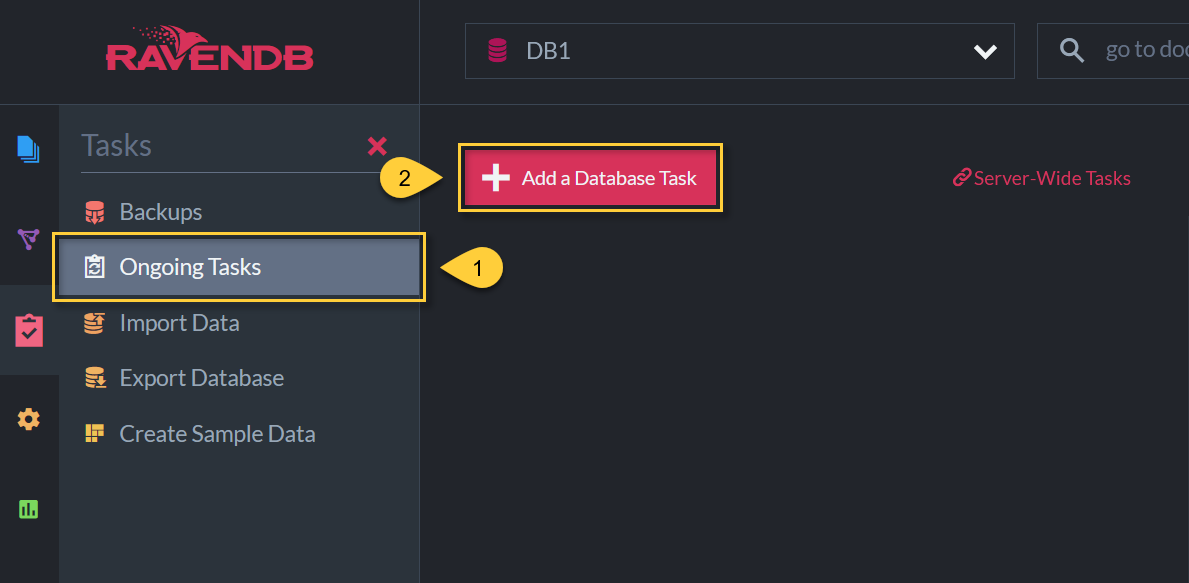 RAVENDB
DB1
go to doc
Tasks
2
Add a Database Task
Server-Wide Tasks
Backups
Ongoing Tasks
1
Import Data
Export Database
Create Sample Data